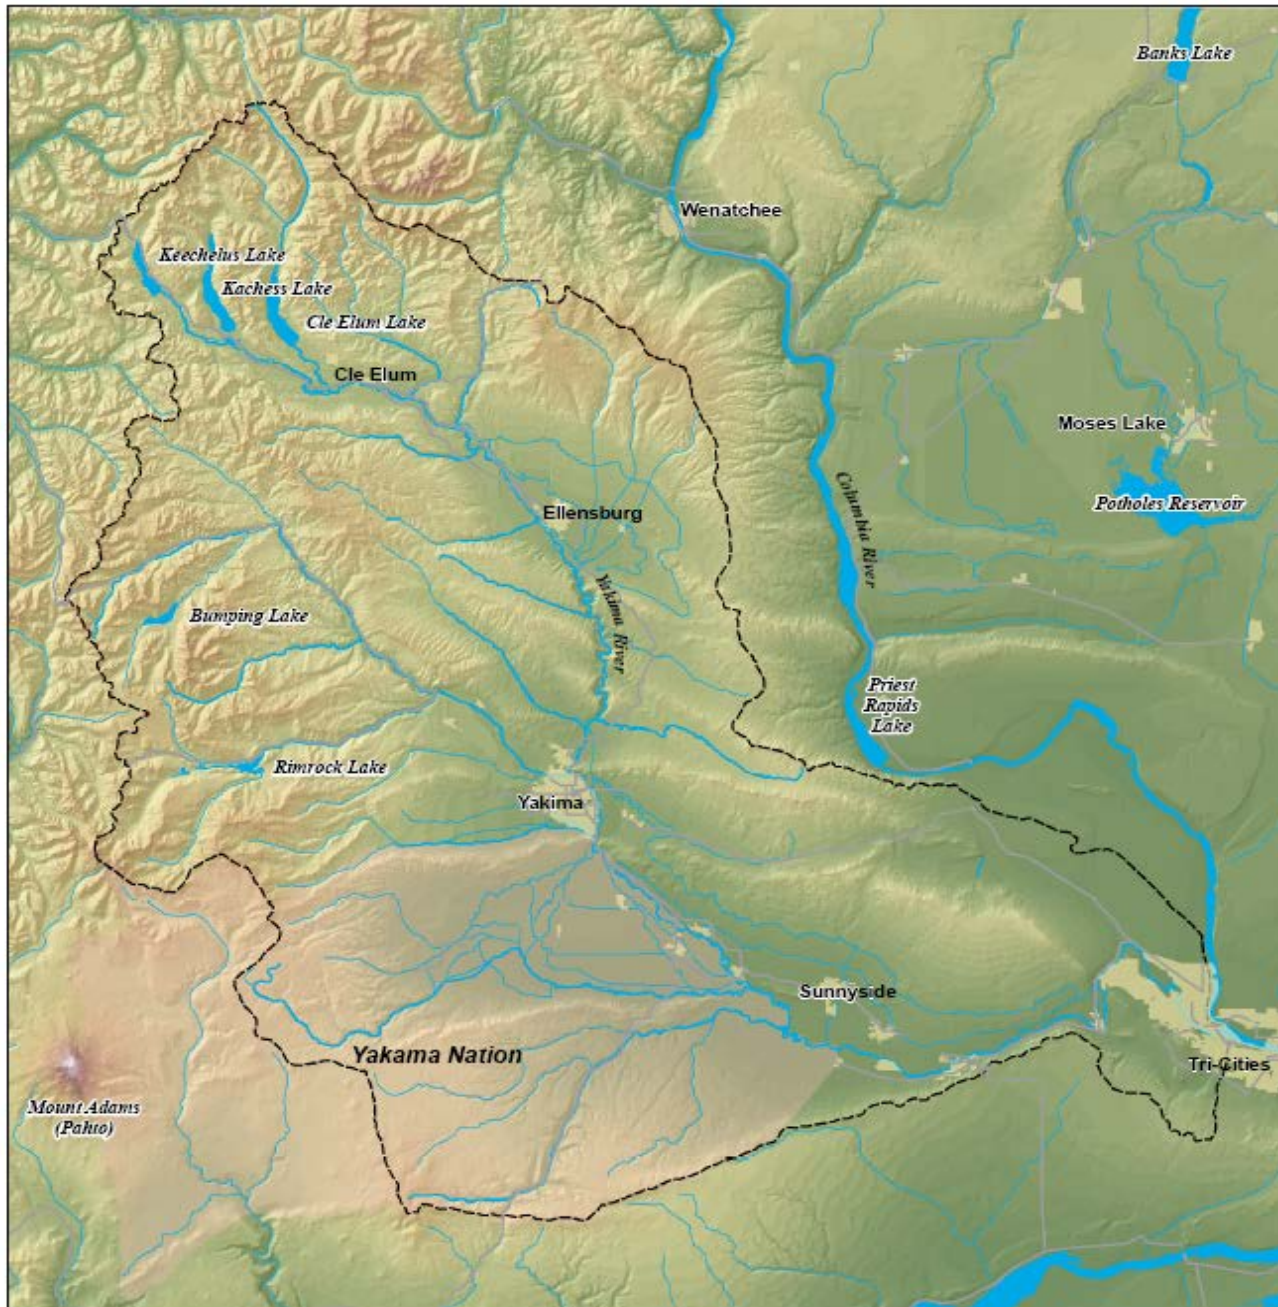 Banks Lake
Wenatchee
Keechelus Lake
Kachess Lake
Cle Elum Lake
Cle Elum
Moses Lake
Potholes Reservoir
Columbia River
Ellensburg
Yakima River
Bumping Lake
Priest
Rapids
Lake
Rimrock Lake
Yakima
Sunnyside
Yakama Nation
Tri-Cities
Mount Adams
(Pahto)